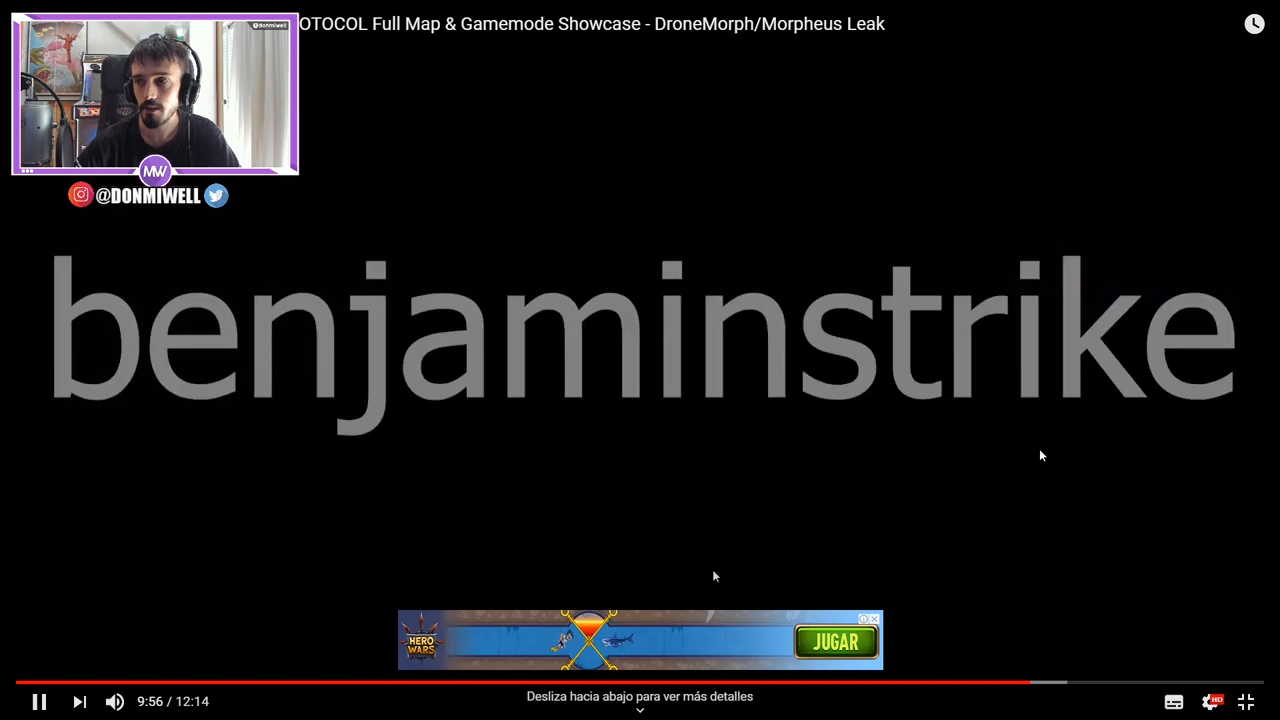 OTOCOL Full Map & Gamemode Showcase - DroneMorph/Morpheus Leak
donmiwell
MW
@DONMIWELL
benjaminstrike
HERO
WARS
JUGAR
9:56 / 12:14
Desliza hacia abajo para ver más detalles
HD